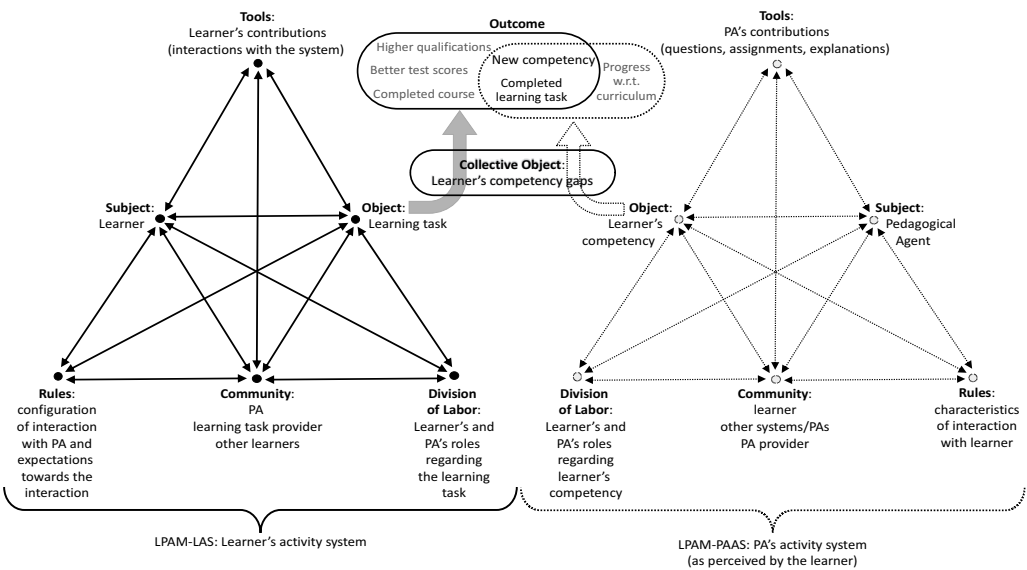 Tools:
Learner's contributions
(interactions with the system)
Outcome
Higher qualifications
Better test scores
Completed course
New competency
Completed
learning task
Progress
w.r.t.
curriculum
Tools:
PA's contributions
(questions, assignments, explanations)
Collective Object:
Learner's competency gaps
Subject:
Learner
Object:
Learning task
Object:
Learner's
competency
Subject:
Pedagogical
Agent
Rules:
configuration
of interaction
with PA and
expectations
towards the
interaction
Community:
PA
learning task provider
other learners
Division
of Labor:
Learner's and
PA's roles
regarding
the learning
task
Division
of Labor:
Learner's and
PA's roles
regarding
learner's
competency
Community:
learner
other systems/PAs
PA provider
Rules:
characteristics
of interaction
with learner
LPAM-LAS: Learner's activity system
LPAM-PAAS: PA's activity system
(as perceived by the learner)